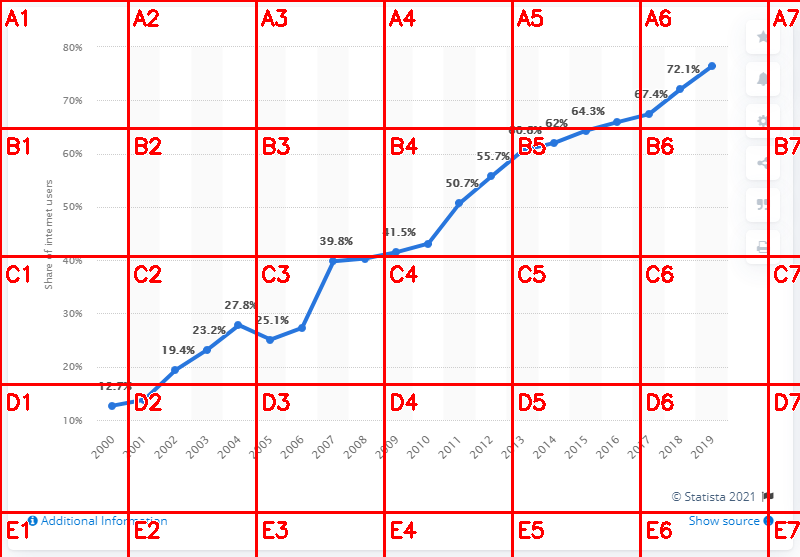 80%
70%
60%
50%
40%
30%
20%
10%
Share of internet users
12.7%
19.4%
23.2%
27.8%
25.1%
39.8%
41.5%
50.7%
55.7%
60.6%
62%
64.3%
67.4%
72.1%
2000 2001 2002 2003 2004 2005 2006 2007 2008 2009 2010 2011 2012 2013 2014 2015 2016 2017 2018 2019
© Statista 2021
Additional Information
Show source
A1 A2 A3 A4 A5 A6 A7
B1 B2 B3 B4 B5 B6 B7
C1 C2 C3 C4 C5 C6 C7
D1 D2 D3 D4 D5 D6 D7
E1 E2 E3 E4 E5 E6 E7